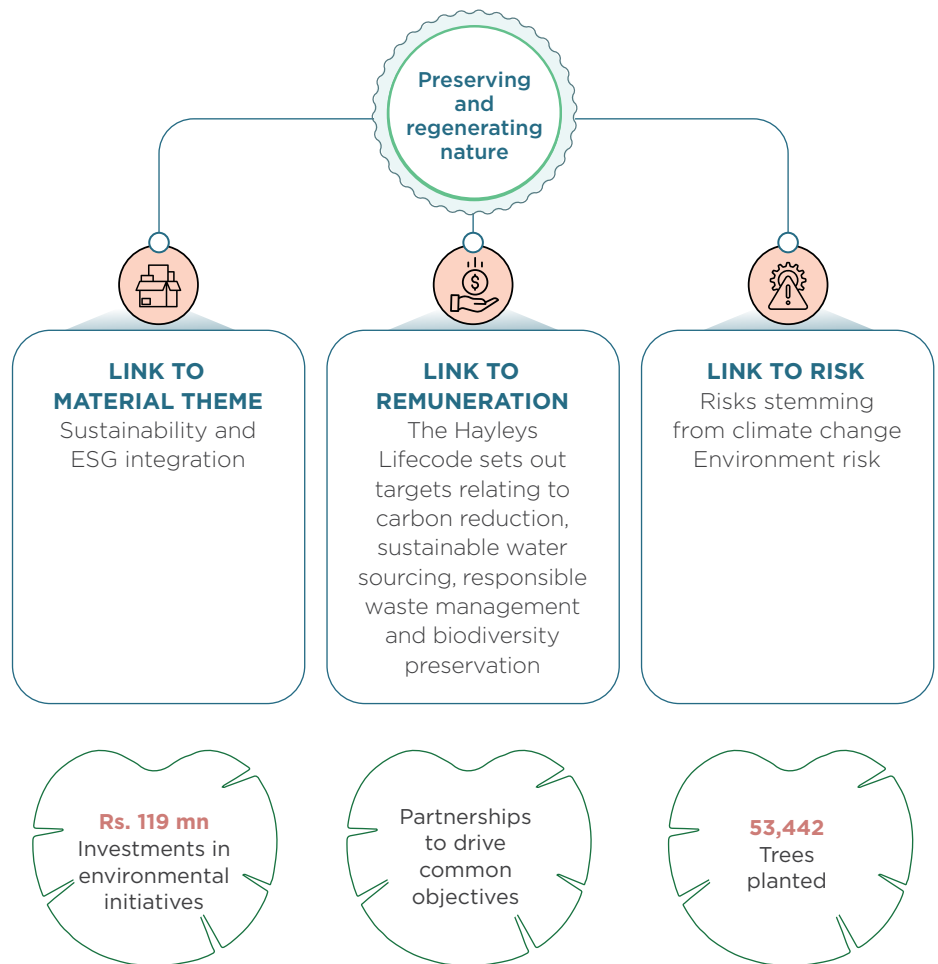 Preserving
and
regenerating
nature
LINK TO
MATERIAL THEME
Sustainability and
ESG integration
LINK TO
REMUNERATION
The Hayleys
Lifecode sets out
targets relating to
carbon reduction,
sustainable water
sourcing, responsible
waste management
and biodiversity
preservation
LINK TO RISK
Risks stemming
from climate change
Environment risk
Rs. 119 mn
Investments in
environmental
initiatives
Partnerships
to drive
common
objectives
53,442
Trees
planted